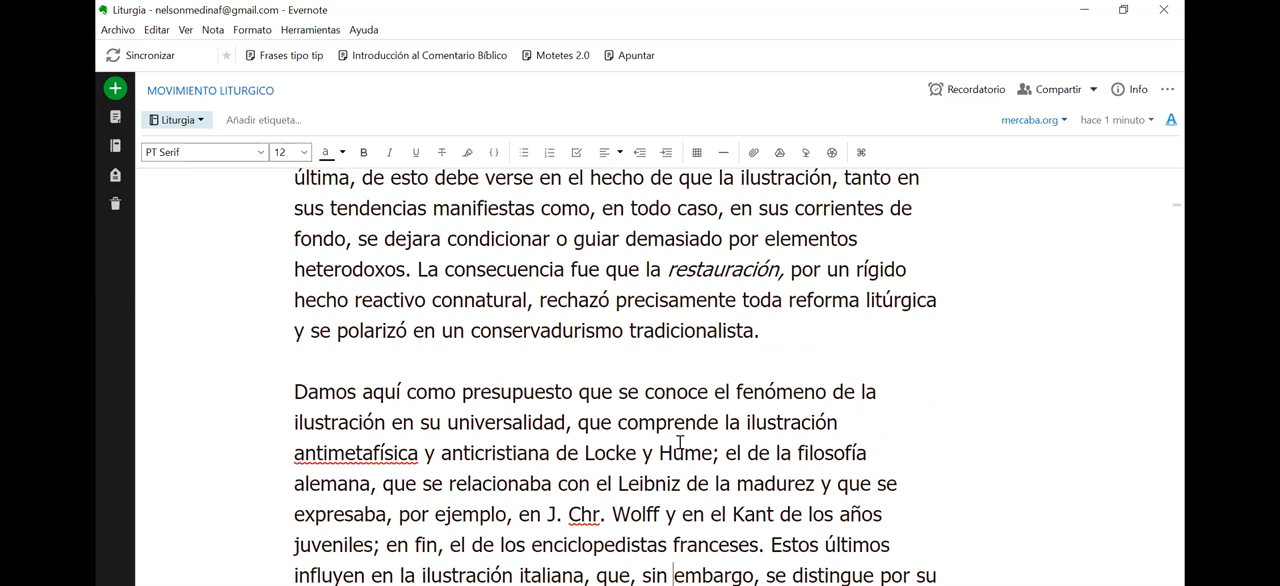 Liturgia - nelsonmedinaf@gmail.com - Evernote
Archivo Editar Ver Nota Formato Herramientas Ayuda
Sincronizar Frases tipo tip Introducción al Comentario Bíblico Motetes 2.0 Apuntar
MOVIMIENTO LITURGICO Recordatorio Compartir Info
Liturgia Añadir etiqueta... mercaba.org hace 1 minuto
PT Serif 12
última, de esto debe verse en el hecho de que la ilustración, tanto en
sus tendencias manifiestas como, en todo caso, en sus corrientes de
fondo, se dejara condicionar o guiar demasiado por elementos
heterodoxos. La consecuencia fue que la restauración, por un rígido
hecho reactivo connatural, rechazó precisamente toda reforma litúrgica
y se polarizó en un conservadurismo tradicionalista.
Damos aquí como presupuesto que se conoce el fenómeno de la
ilustración en su universalidad, que comprende la ilustración
antimetafísica y anticristiana de Locke y Hume; el de la filosofía
alemana, que se relacionaba con el Leibniz de la madurez y que se
expresaba, por ejemplo, en J. Chr. Wolff y en el Kant de los años
juveniles; en fin, el de los enciclopedistas franceses. Estos últimos
influyen en la ilustración italiana, que, sin embargo, se distingue por su